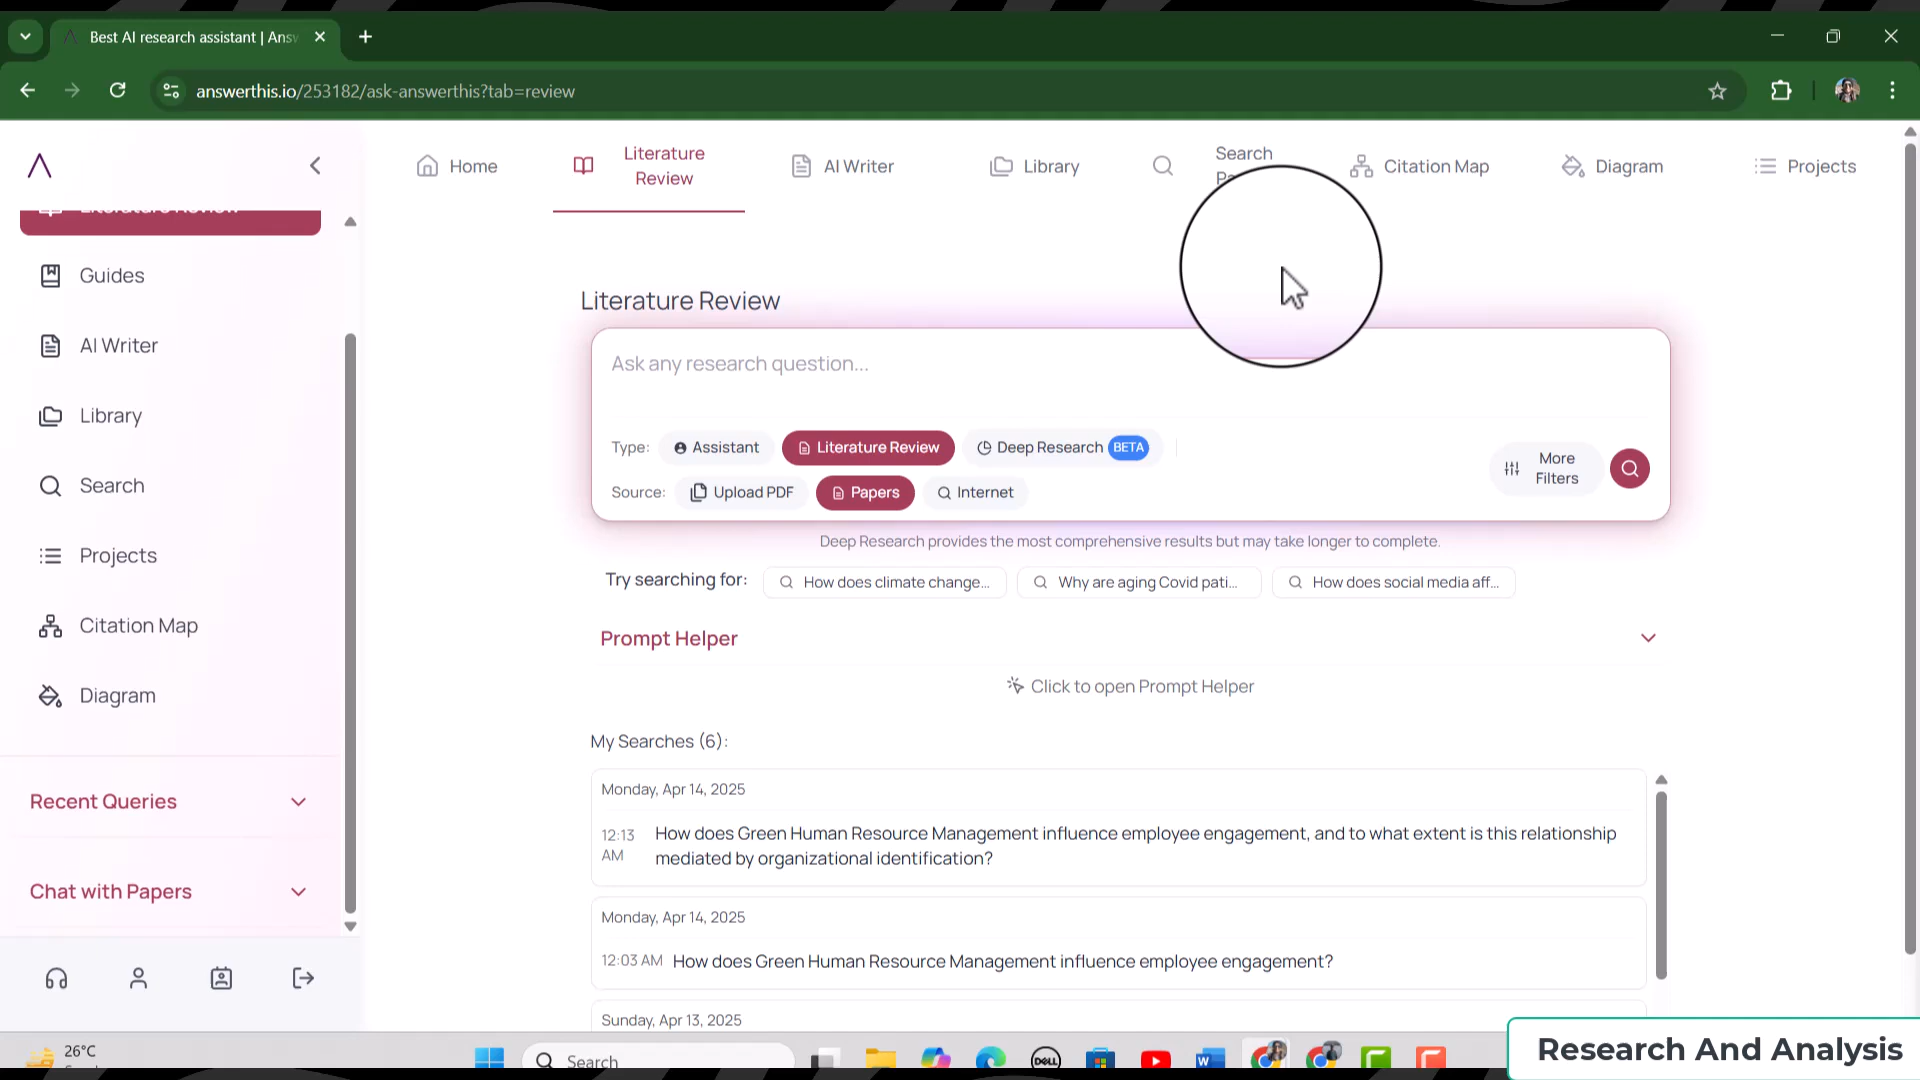 Best AI research assistant | Answ
answerthis.io/253182/ask-answerthis?tab=review
Home
Literature Review
AI Writer
Library
Search
Citation Map
Diagram
Projects
Literature Review
Guides
AI Writer
Library
Search
Projects
Citation Map
Diagram
Recent Queries
Chat with Papers
Literature Review
Ask any research question...
Type: Assistant Literature Review Deep Research BETA
More Filters
Source: Upload PDF Papers Internet
Deep Research provides the most comprehensive results but may take longer to complete.
Try searching for: How does climate change... Why are aging Covid pati... How does social media aff...
Prompt Helper
Click to open Prompt Helper
My Searches (6):
Monday, Apr 14, 2025
12:13 AM
How does Green Human Resource Management influence employee engagement, and to what extent is this relationship
mediated by organizational identification?
Monday, Apr 14, 2025
12:03 AM How does Green Human Resource Management influence employee engagement?
Sunday, Apr 13, 2025
26°C
Search
DELL
W
Research And Analysis